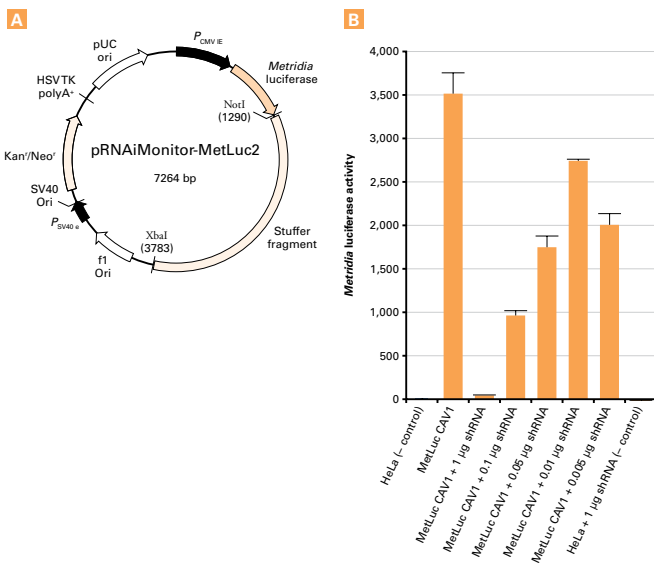 A
P CMV IE
pUC
ori
Metridia
luciferase
HSV TK
polyA+
NotI
(1290)
pRNAiMonitor-MetLuc2
7264 bp
Kanr/Neor
SV40
Ori
P SV40 e
XbaI
(3783)
Stuffer
fragment
f1
Ori
B
Metridia luciferase activity
4,000
3,500
3,000
2,500
2,000
1,500
1,000
500
0
HeLa (– control)
MetLuc CAV1
MetLuc CAV1 + 1 µg shRNA
MetLuc CAV1 + 0.1 µg shRNA
MetLuc CAV1 + 0.05 µg shRNA
MetLuc CAV1 + 0.01 µg shRNA
MetLuc CAV1 + 0.005 µg shRNA
HeLa + 1 µg shRNA (– control)